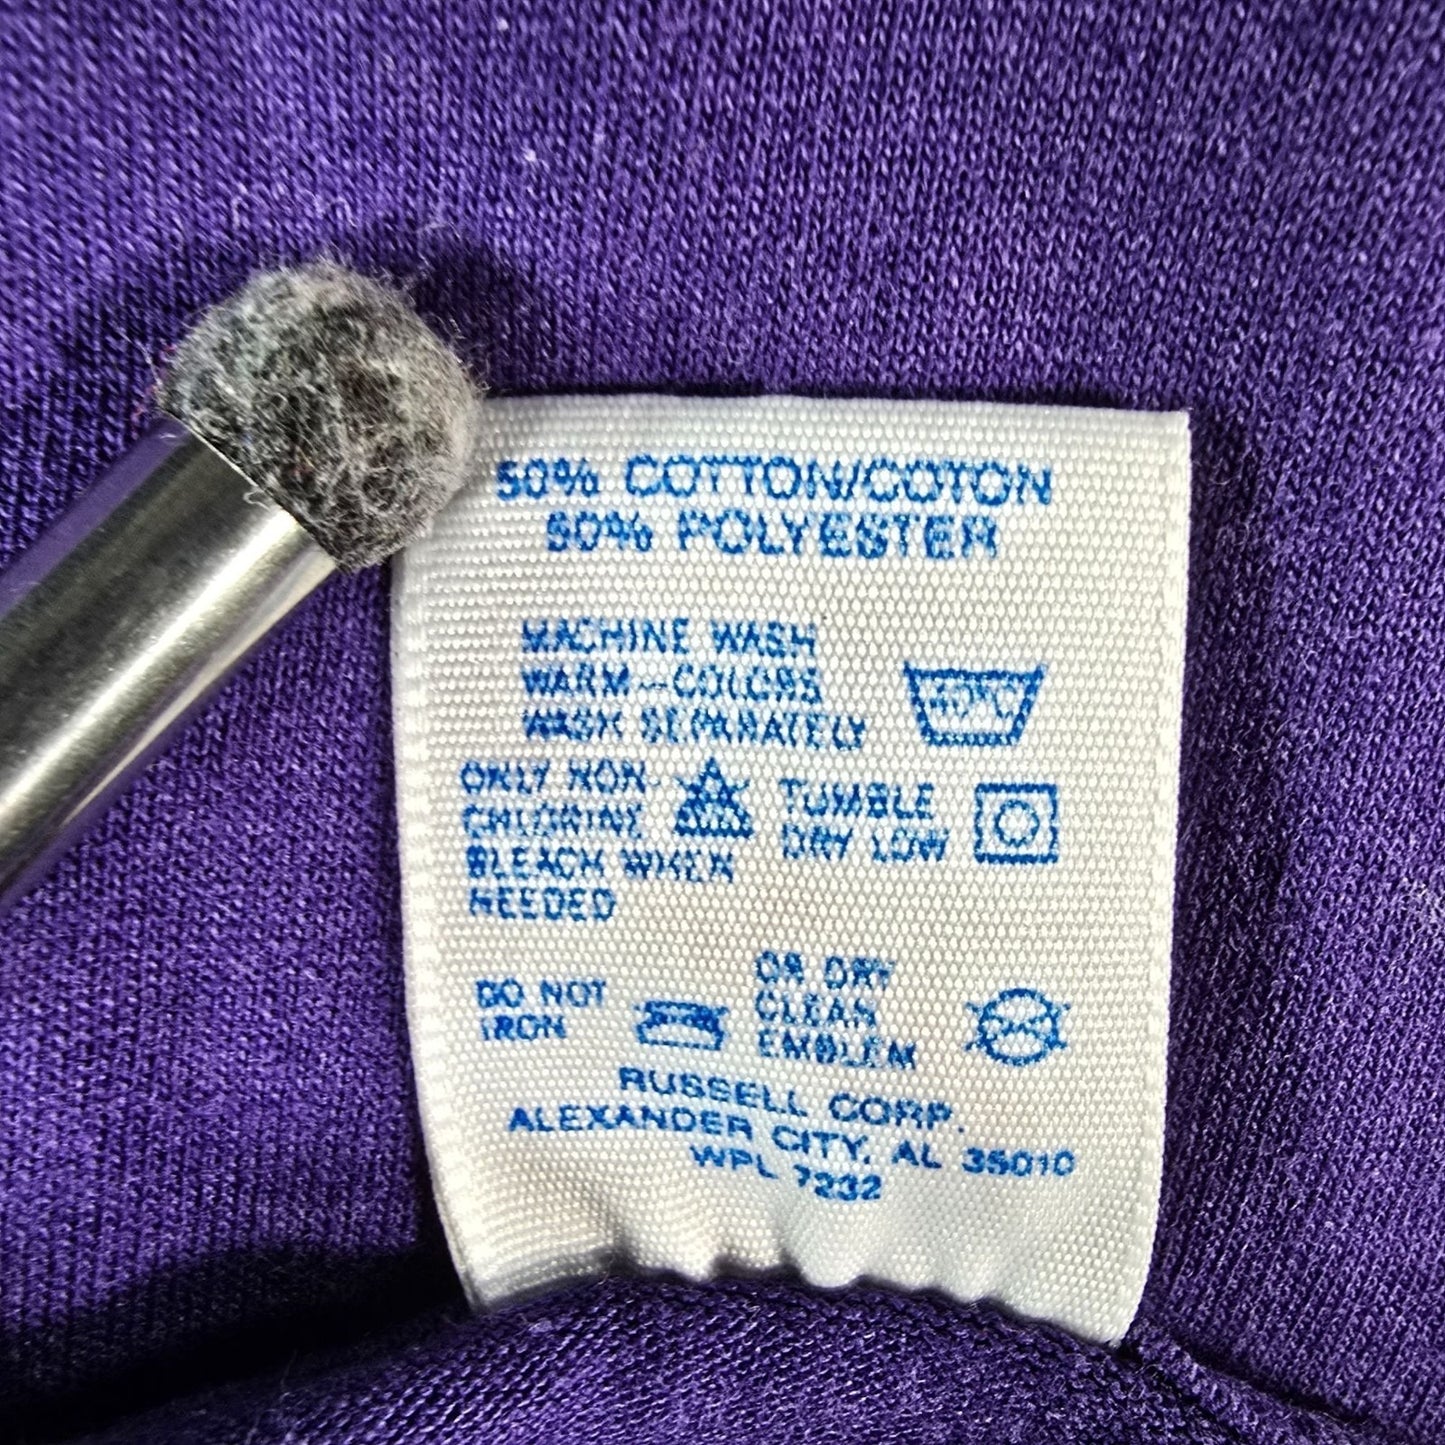 50% COTTON/COTON
50% POLYESTER
MACHINE WASH
WARM-COLORS
WASH SEPARATELY
40°C
ONLY NON
CHLORINE
BLEACH WHEN
NEEDED
TUMBLE
DRY LOW
DO NOT
IRON
OR DRY
CLEAN
EMBLEM
RUSSELL CORP.
ALEXANDER CITY, AL 35010
WPL 7232